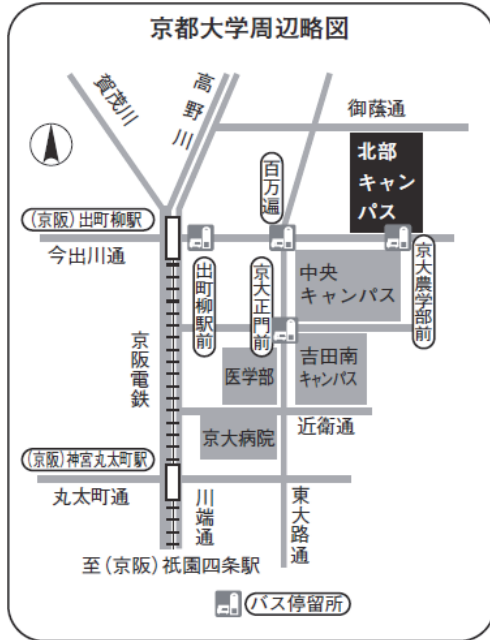 京都大学周辺略図
賀茂川
高野川
御蔭通
百万遍
北部
キャン
パス
(京阪)出町柳駅
今出川通
出町柳駅前
京大正門前
中央
キャンパス
京大農学部前
京阪電鉄
医学部
吉田南
キャンパス
京大病院
近衛通
(京阪)神宮丸太町駅
丸太町通
川端通
東大路通
至(京阪)祇園四条駅
バス停留所